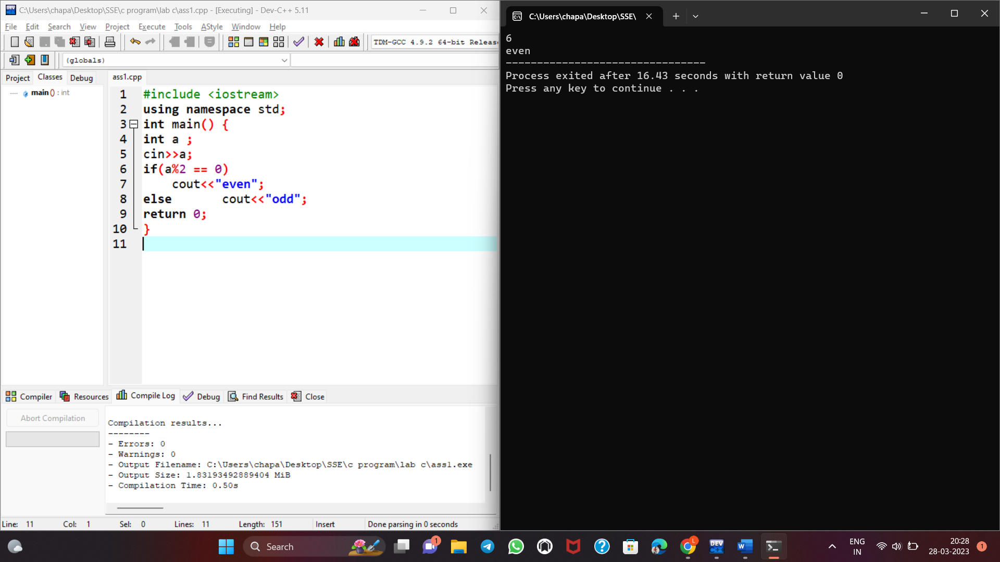 C:\Users\chapa\Desktop\SSE\c program\lab c\ass1.cpp - [Executing] - Dev-C++ 5.11
File Edit Search View Project Execute Tools AStyle Window Help
TDM-GCC 4.9.2 64-bit Release
(globals)
Project Classes Debug
main () : int
ass1.cpp
1 #include <iostream>
2 using namespace std;
3 int main() {
4 int a ;
5 cin>>a;
6 if(a%2 == 0)
7     cout<<"even";
8 else       cout<<"odd";
9 return 0;
10 }
11
Compiler Resources Compile Log Debug Find Results Close
Abort Compilation
Compilation results...
--------
- Errors: 0
- Warnings: 0
- Output Filename: C:\Users\chapa\Desktop\SSE\c program\lab c\ass1.exe
- Output Size: 1.83193492889404 MiB
- Compilation Time: 0.50s
Line: 11 Col: 1 Sel: 0 Lines: 11 Length: 151 Insert Done parsing in 0 seconds
C:\Users\chapa\Desktop\SSE\
6
even
--------------------------------
Process exited after 16.43 seconds with return value 0
Press any key to continue . . .
Search
1
L
DEV
C++
W
ENG
IN
20:28
28-03-2023
1